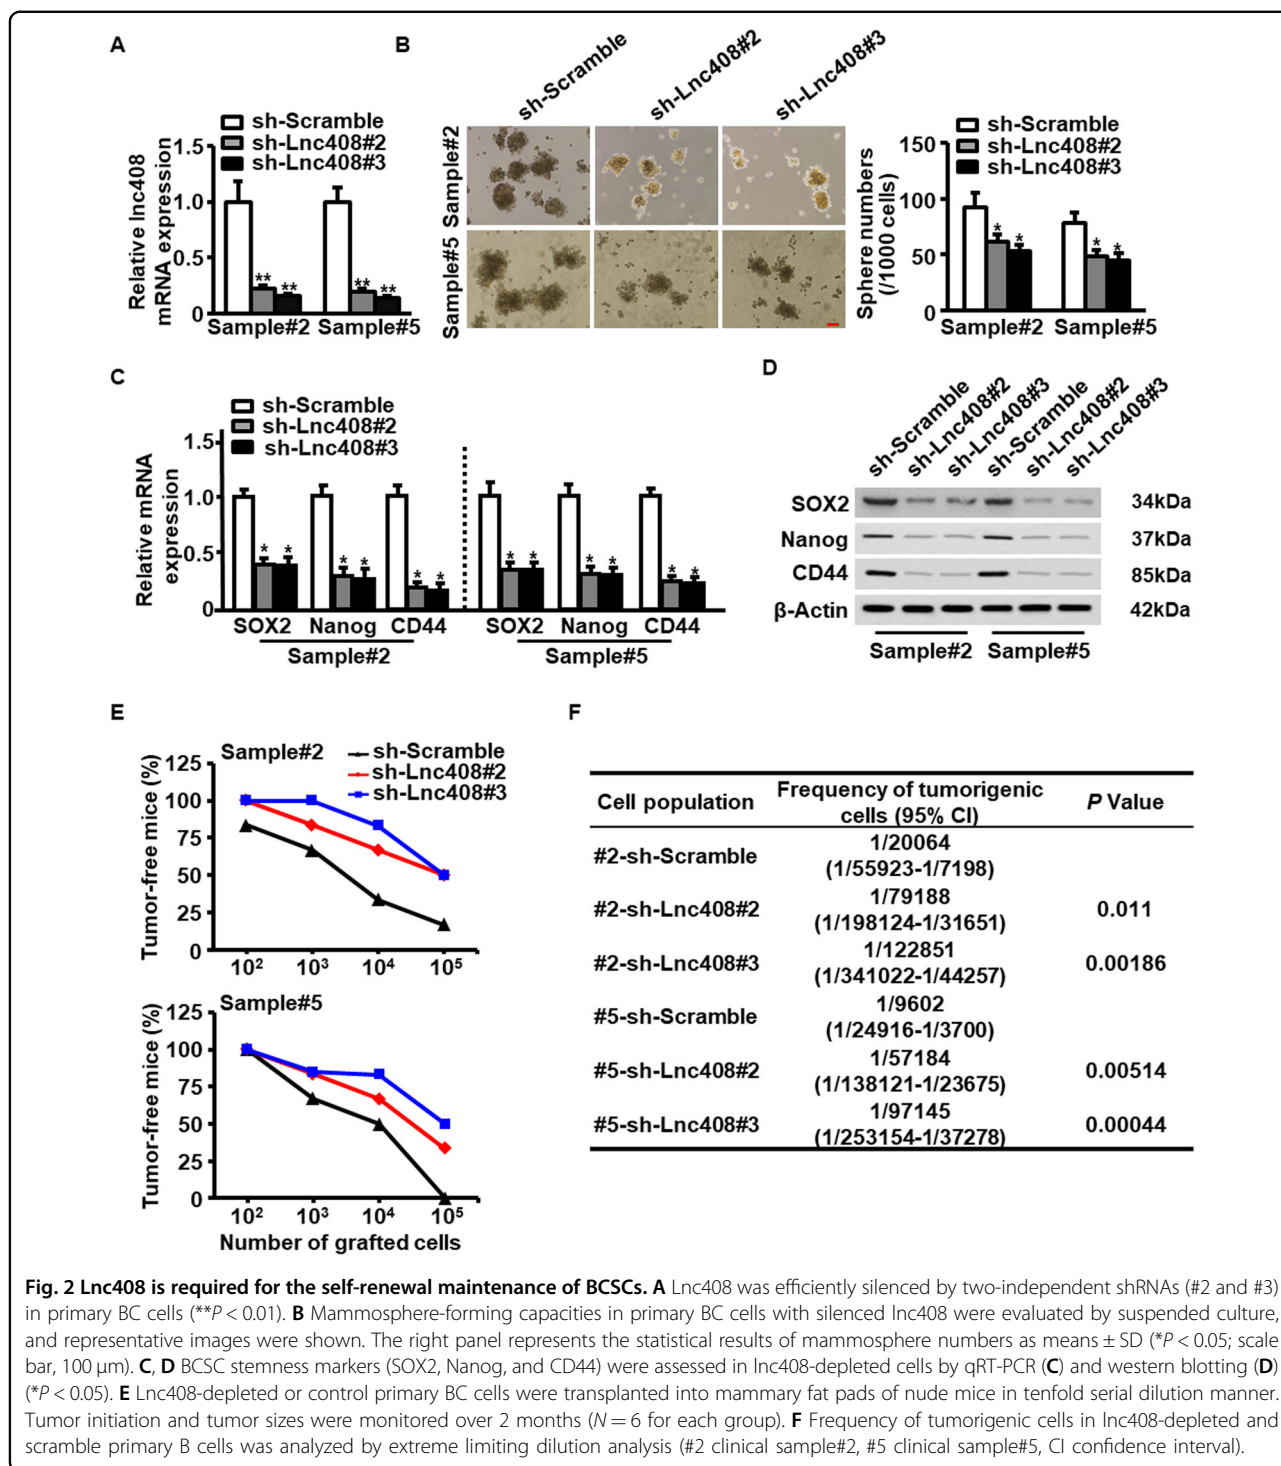 A
sh-Scramble
sh-Lnc408#2
sh-Lnc408#3
Relative lnc408
mRNA expression
1.5
1.0
0.5
0
** ** ** **
Sample#2 Sample#5
B
sh-Scramble
sh-Lnc408#2
sh-Lnc408#3
Sample#2
Sample#5
sh-Scramble
sh-Lnc408#2
sh-Lnc408#3
Sphere numbers
(/1000 cells)
150
100
50
0
* * * *
Sample#2 Sample#5
C
sh-Scramble
sh-Lnc408#2
sh-Lnc408#3
Relative mRNA
expression
1.5
1.0
0.5
0
* * * * * * * * * * * *
SOX2 Nanog CD44 SOX2 Nanog CD44
Sample#2 Sample#5
D
sh-Scramble
sh-Lnc408#2
sh-Lnc408#3
sh-Scramble
sh-Lnc408#2
sh-Lnc408#3
SOX2 34kDa
Nanog 37kDa
CD44 85kDa
β-Actin 42kDa
Sample#2 Sample#5
E
Sample#2
sh-Scramble
sh-Lnc408#2
sh-Lnc408#3
Tumor-free mice (%)
125
100
75
50
25
0
10² 10³ 10⁴ 10⁵
Sample#5
Tumor-free mice (%)
125
100
75
50
25
0
10² 10³ 10⁴ 10⁵
Number of grafted cells
F
Cell population Frequency of tumorigenic cells (95% CI) P Value
#2-sh-Scramble 1/20064 (1/55923-1/7198)
#2-sh-Lnc408#2 1/79188 (1/198124-1/31651) 0.011
#2-sh-Lnc408#3 1/122851 (1/341022-1/44257) 0.00186
#5-sh-Scramble 1/9602 (1/24916-1/3700)
#5-sh-Lnc408#2 1/57184 (1/138121-1/23675) 0.00514
#5-sh-Lnc408#3 1/97145 (1/253154-1/37278) 0.00044
Fig. 2 Lnc408 is required for the self-renewal maintenance of BCSCs. A Lnc408 was efficiently silenced by two-independent shRNAs (#2 and #3)
in primary BC cells (**P < 0.01). B Mammosphere-forming capacities in primary BC cells with silenced lnc408 were evaluated by suspended culture,
and representative images were shown. The right panel represents the statistical results of mammosphere numbers as means ± SD (*P < 0.05; scale
bar, 100 μm). C, D BCSC stemness markers (SOX2, Nanog, and CD44) were assessed in lnc408-depleted cells by qRT-PCR (C) and western blotting (D)
(*P < 0.05). E Lnc408-depleted or control primary BC cells were transplanted into mammary fat pads of nude mice in tenfold serial dilution manner.
Tumor initiation and tumor sizes were monitored over 2 months (N = 6 for each group). F Frequency of tumorigenic cells in lnc408-depleted and
scramble primary B cells was analyzed by extreme limiting dilution analysis (#2 clinical sample#2, #5 clinical sample#5, CI confidence interval).